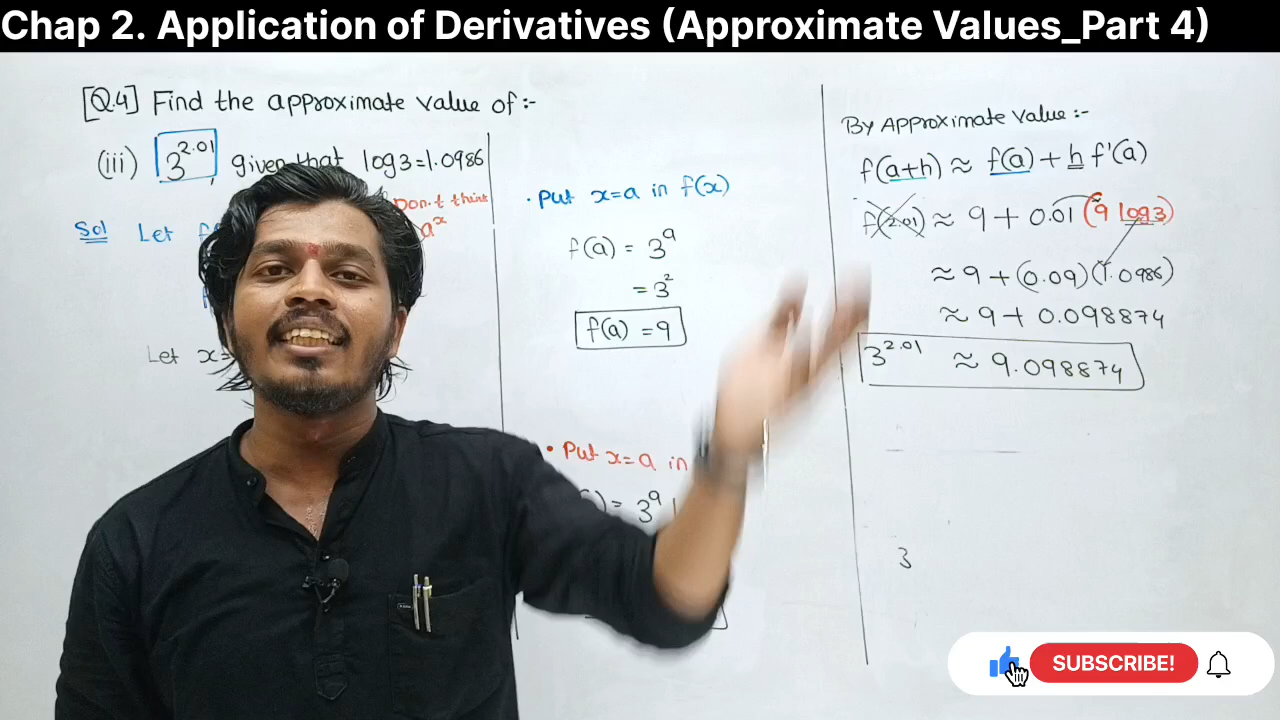 Chap 2. Application of Derivatives (Approximate Values_Part 4)
[Q.4] Find the approximate value of :-
(iii) 3^2.01, given that log3=1.0986
Don't think
Sol Let
a^x
Let x=
• Put x=a in f(x)
f(a) = 3^a
= 3^2
f(a) = 9
• Put x=a in
) = 3^a
By Approximate value :-
f(a+h) ≈ f(a) + h f'(a)
f(2.01) ≈ 9 + 0.01 (9 log3)
≈ 9 + (0.09) (1.0986)
≈ 9 + 0.098874
3^2.01 ≈ 9.098874
3
SUBSCRIBE!